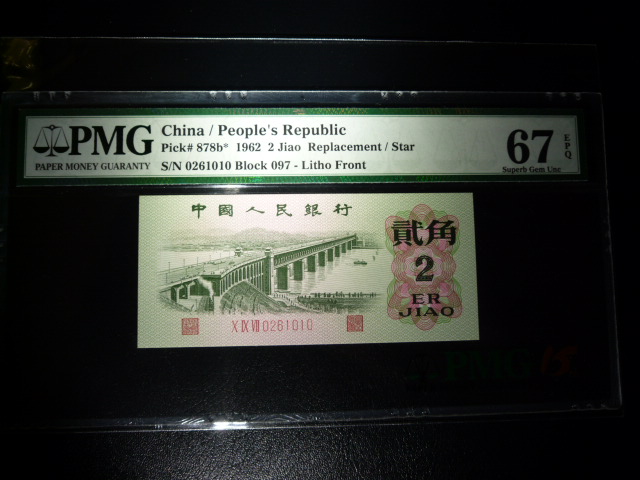 PMG
PAPER MONEY GUARANTY
China / People's Republic
Pick# 878b* 1962 2 Jiao Replacement / Star
S/N 0261010 Block 097 - Litho Front
67 EPQ
Superb Gem Unc
中國人民銀行
貳角
2
ER
JIAO
X IX VII 0261010
PMG 15